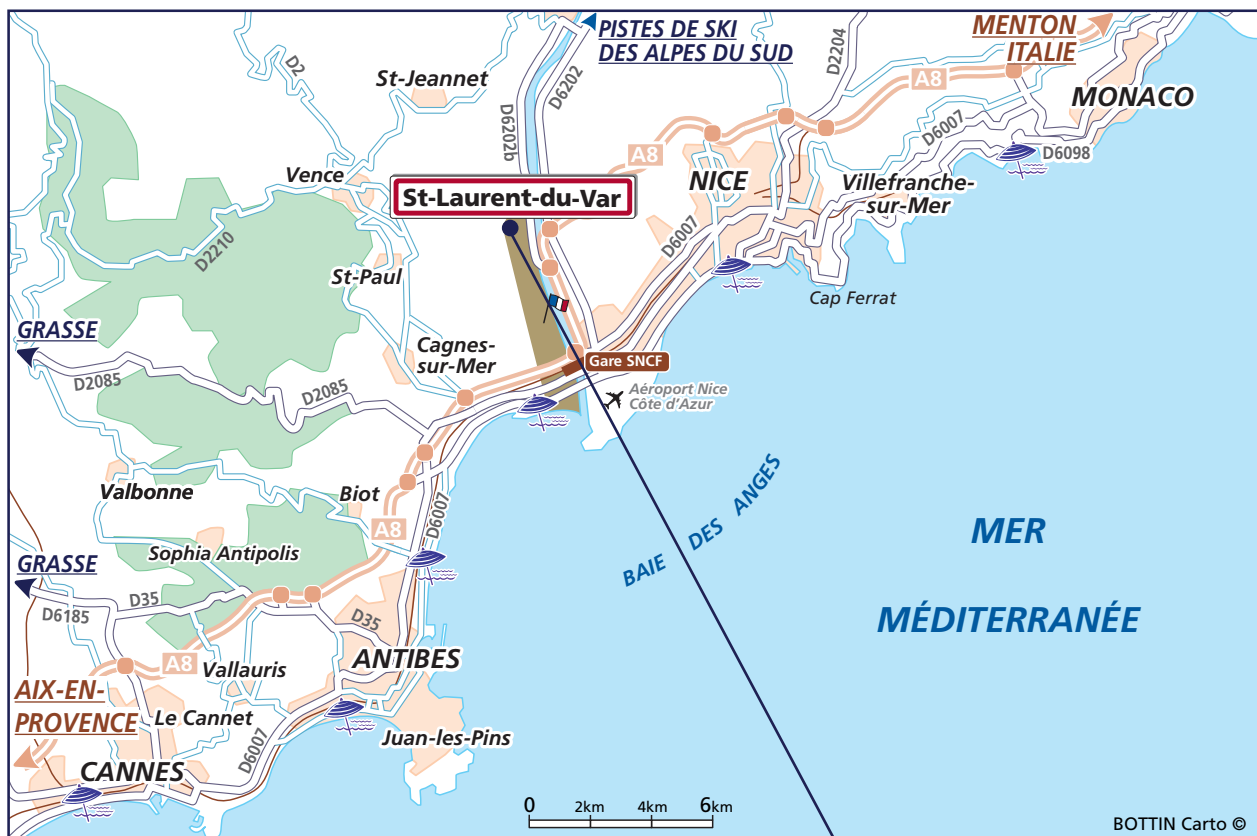 PISTES DE SKI
DES ALPES DU SUD
MENTON
ITALIE
D2
St-Jeannet
D6202b
D6202
D2204
A8
MONACO
D6007
D6098
A8
NICE
Villefranche-
sur-Mer
Vence
St-Laurent-du-Var
D6007
D2210
St-Paul
Cap Ferrat
GRASSE
Cagnes-
sur-Mer
Gare SNCF
D2085
D2085
Aéroport Nice
Côte d'Azur
Valbonne
Biot
A8
D6007
BAIE DES ANGES
MER
MÉDITERRANÉE
Sophia Antipolis
GRASSE
D35
D6185
D35
A8
Vallauris
ANTIBES
AIX-EN-
PROVENCE
Le Cannet
D6007
Juan-les-Pins
CANNES
0 2km 4km 6km
BOTTIN Carto ©